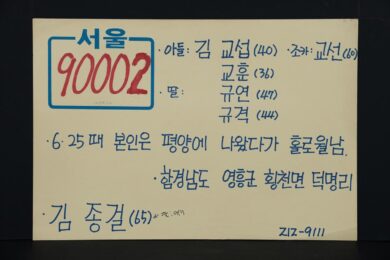 서울
90002
·아들: 김 교섭 (40) ·조카: 교선 (60)
교훈 (36)
·딸: 규연 (47)
규격 (44)
·6.25때 본인은 평양에 나왔다가 홀로월남.
·함경남도 영흥군 횡천면 덕명리
·김 종걸 (65)
212-9111